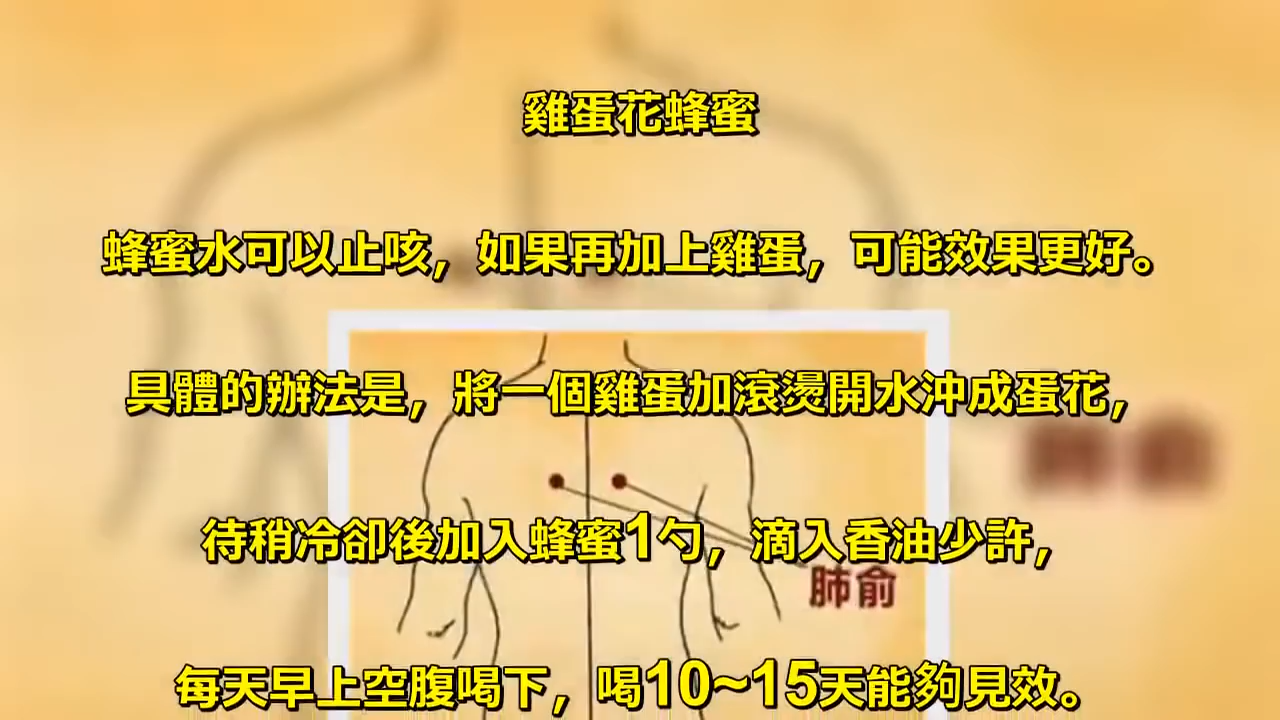 雞蛋花蜂蜜
蜂蜜水可以止咳，如果再加上雞蛋，可能效果更好。
具體的辦法是，將一個雞蛋加滾燙開水沖成蛋花，
待稍冷卻後加入蜂蜜1勺，滴入香油少許，
肺俞
每天早上空腹喝下，喝10~15天能夠見效。